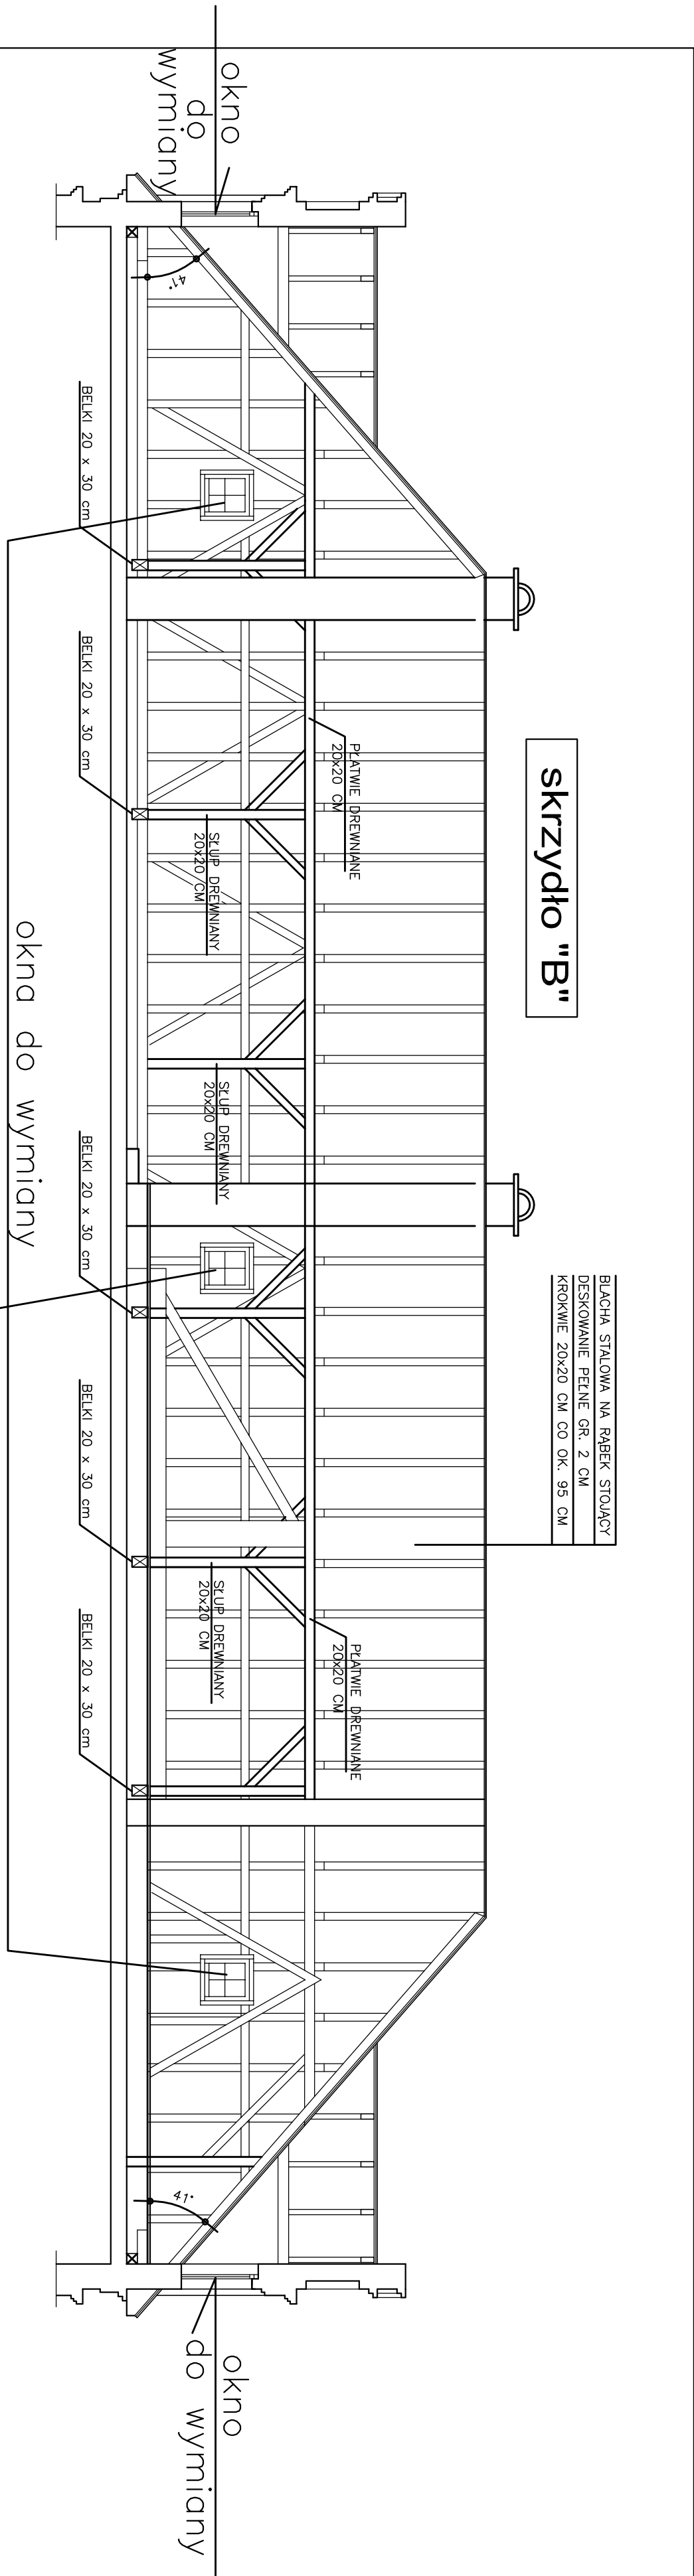 skrzydło "B"
BLACHA STALOWA NA RĄBEK STOJĄCY
DESKOWANIE PEŁNE GR. 2 CM
KROKWIE 20x20 CM CO OK. 95 CM
okno
do
wymiany
41°
PŁATWIE DREWNIANE
20x20 CM
SŁUP DREWNIANY
20x20 CM
SŁUP DREWNIANY
20x20 CM
PŁATWIE DREWNIANE
20x20 CM
SŁUP DREWNIANY
20x20 CM
41°
okno
do wymiany
BELKI 20 x 30 cm
BELKI 20 x 30 cm
BELKI 20 x 30 cm
BELKI 20 x 30 cm
BELKI 20 x 30 cm
okna do wymiany